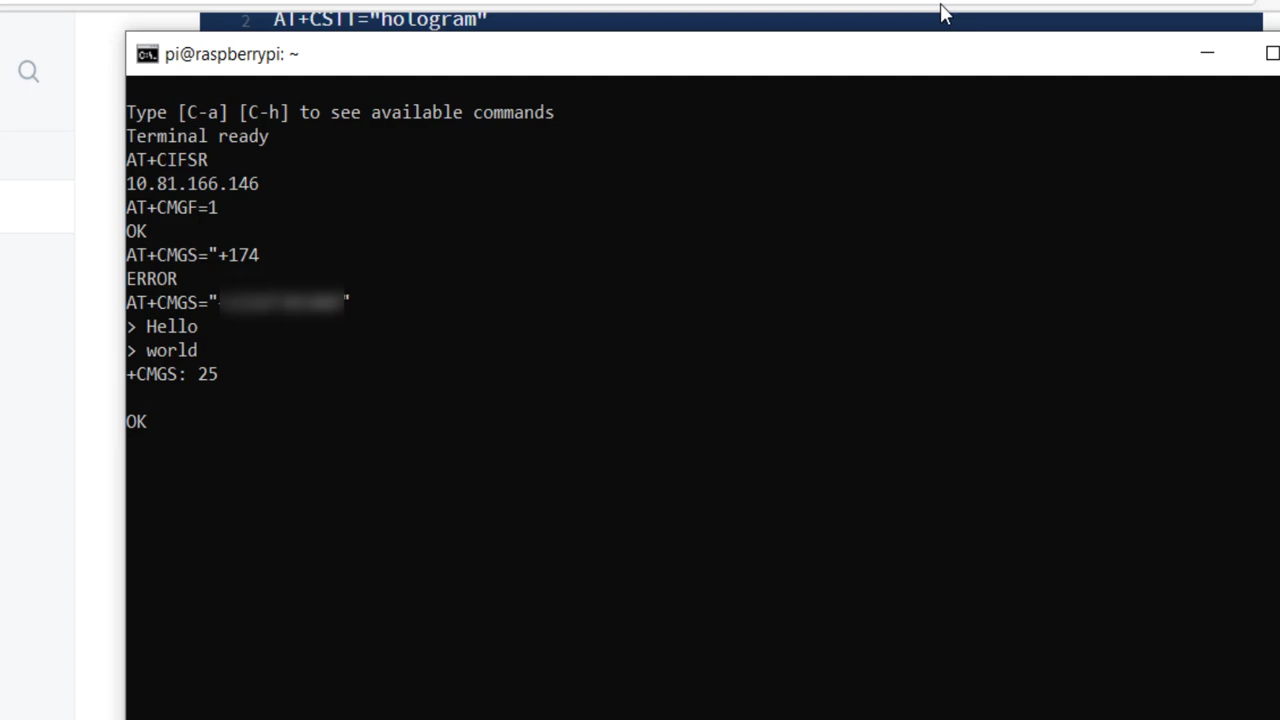 2 AT+CSTT="hologram"
pi@raspberrypi: ~
Type [C-a] [C-h] to see available commands
Terminal ready
AT+CIFSR
10.81.166.146
AT+CMGF=1
OK
AT+CMGS="+174
ERROR
AT+CMGS=" "
> Hello
> world
+CMGS: 25
OK